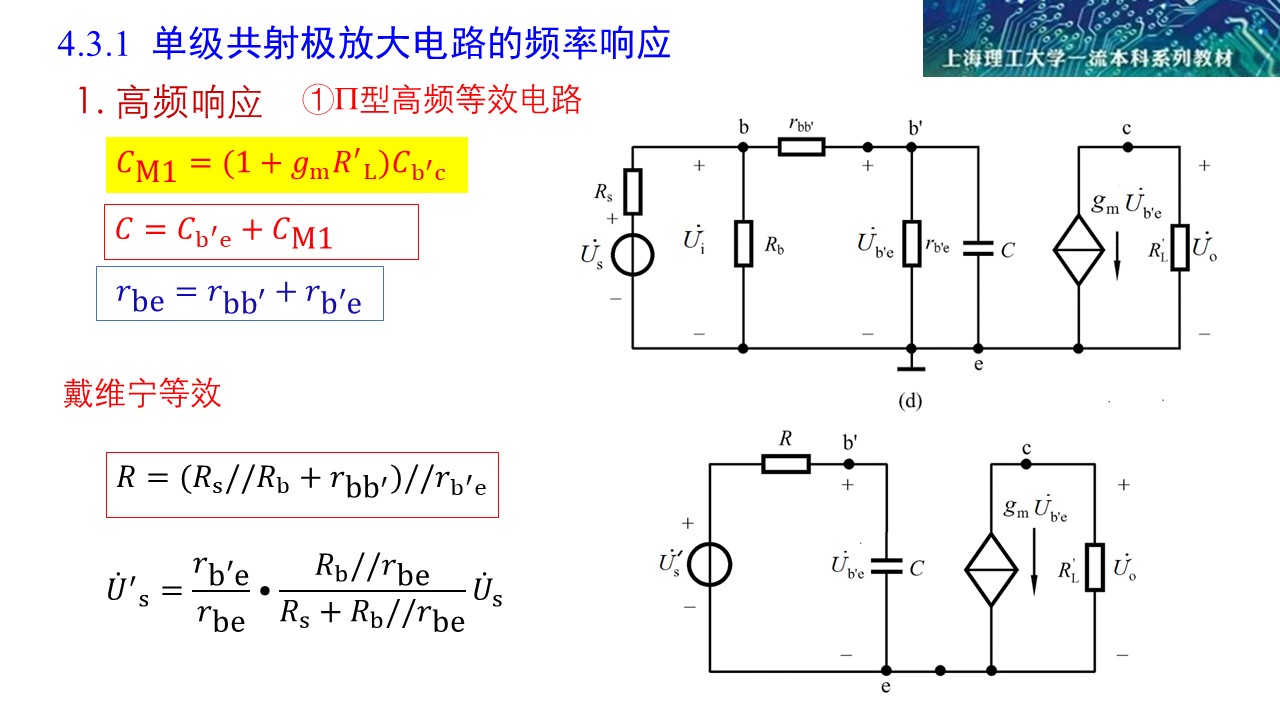 4.3.1 单级共射极放大电路的频率响应
上海理工大学一流本科系列教材
1. 高频响应 ①Π型高频等效电路
C_M1 = (1 + g_m R′_L)C_b′c
C = C_b′e + C_M1
r_be = r_bb′ + r_b′e
b r_bb' b' c
R_s + U̇_s − + U̇_i − R_b + U̇_b'e − r_b'e C g_m U̇_b'e R'_L + U̇_o −
e
(d)
戴维宁等效
R = (R_s//R_b + r_bb′)//r_b′e
U̇′_s = r_b′e / r_be • R_b//r_be / (R_s + R_b//r_be) U̇_s
R b' c
+ U̇_s′ − + U̇_b'e − C g_m U̇_b'e R'_L + U̇_o −
e